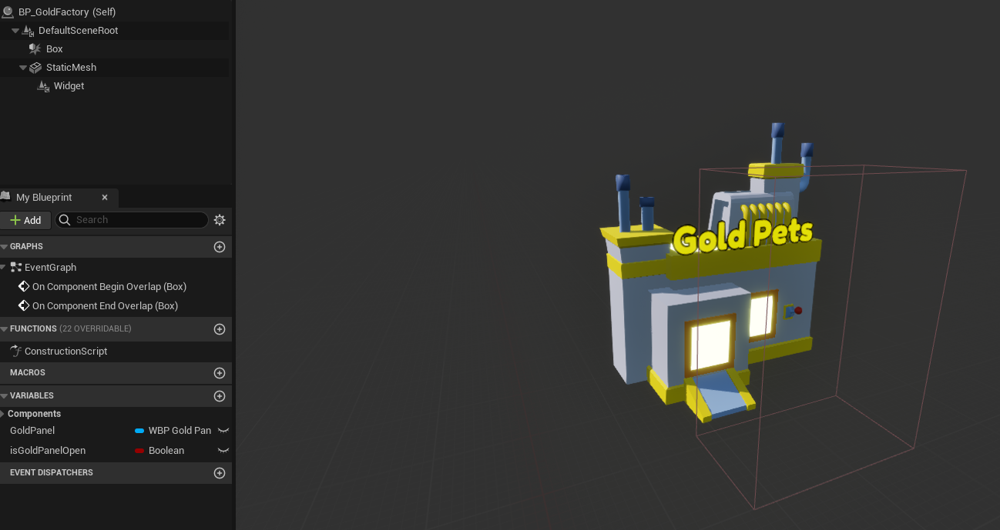 BP_GoldFactory (Self)
DefaultSceneRoot
Box
StaticMesh
Widget
My Blueprint
Add
Search
GRAPHS
EventGraph
On Component Begin Overlap (Box)
On Component End Overlap (Box)
FUNCTIONS (22 OVERRIDABLE)
ConstructionScript
MACROS
VARIABLES
Components
GoldPanel WBP Gold Pan
isGoldPanelOpen Boolean
EVENT DISPATCHERS
Gold Pets